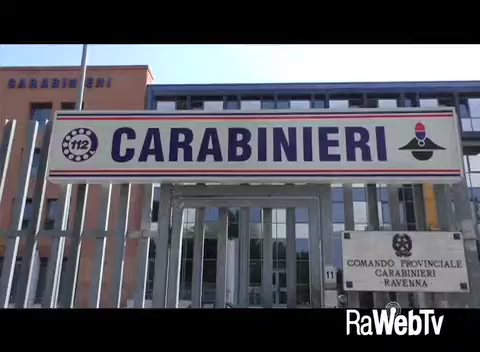 CARABINIERI
112 CARABINIERI
11
COMANDO PROVINCIALE
CARABINIERI
-RAVENNA-
RaWebTv